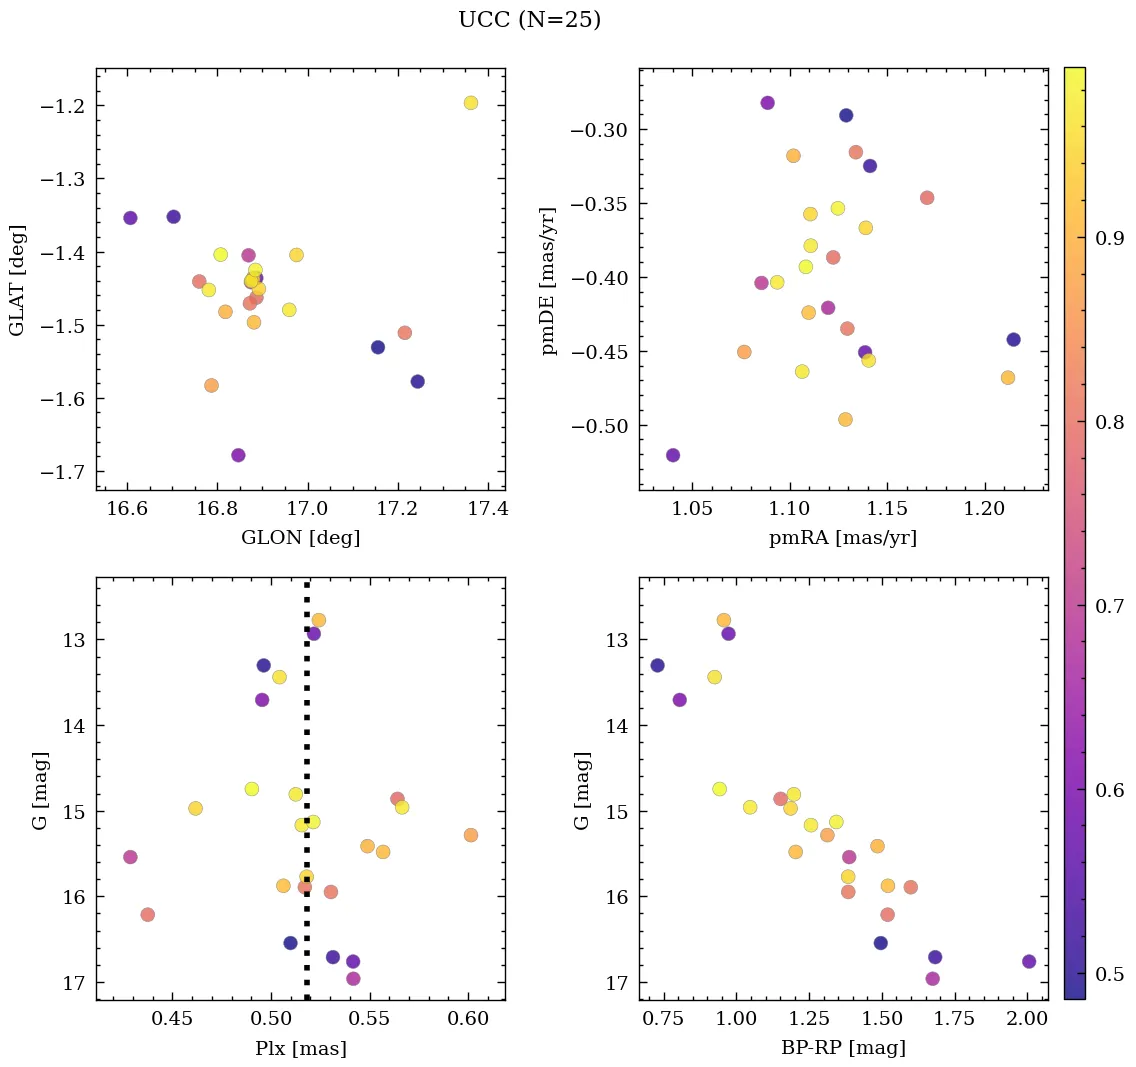 UCC (N=25)
−1.2
−1.3
−1.4
−1.5
−1.6
−1.7
GLAT [deg]
16.6 16.8 17.0 17.2 17.4
GLON [deg]
−0.30
−0.35
−0.40
−0.45
−0.50
pmDE [mas/yr]
1.05 1.10 1.15 1.20
pmRA [mas/yr]
13
14
15
16
17
G [mag]
0.45 0.50 0.55 0.60
Plx [mas]
13
14
15
16
17
G [mag]
0.75 1.00 1.25 1.50 1.75 2.00
BP-RP [mag]
0.9
0.8
0.7
0.6
0.5